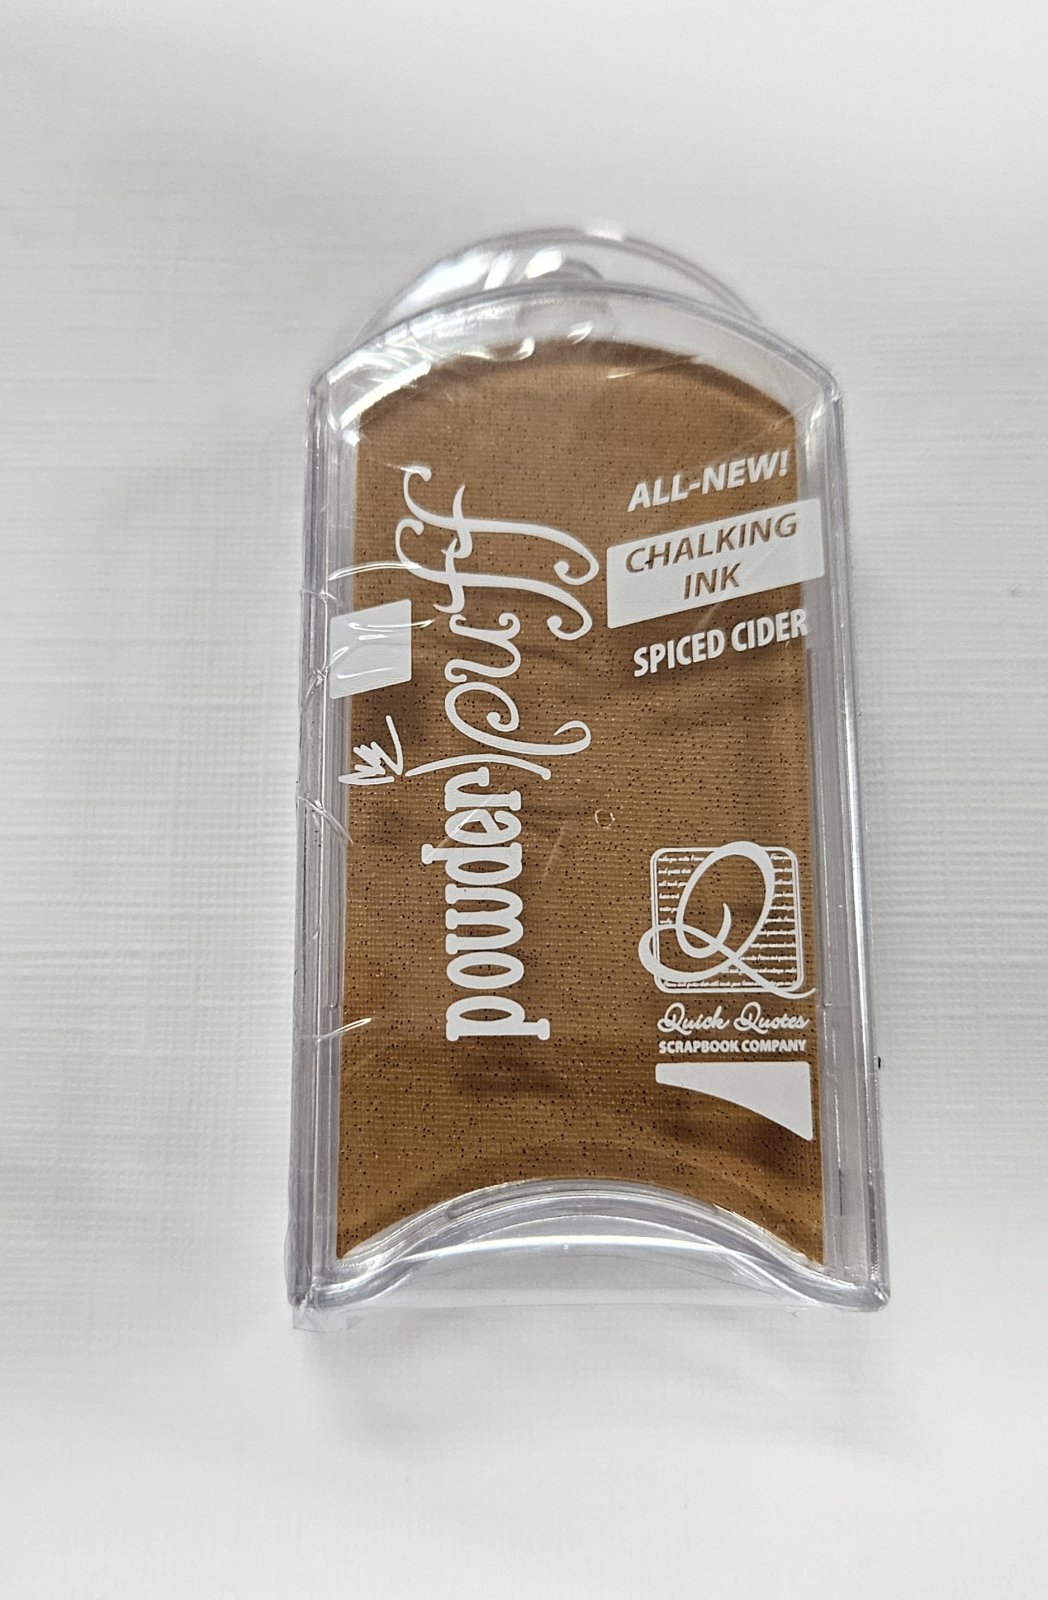 ALL-NEW!
CHALKING
INK
SPICED CIDER
powder puff
Q
Quick Quotes
SCRAPBOOK COMPANY